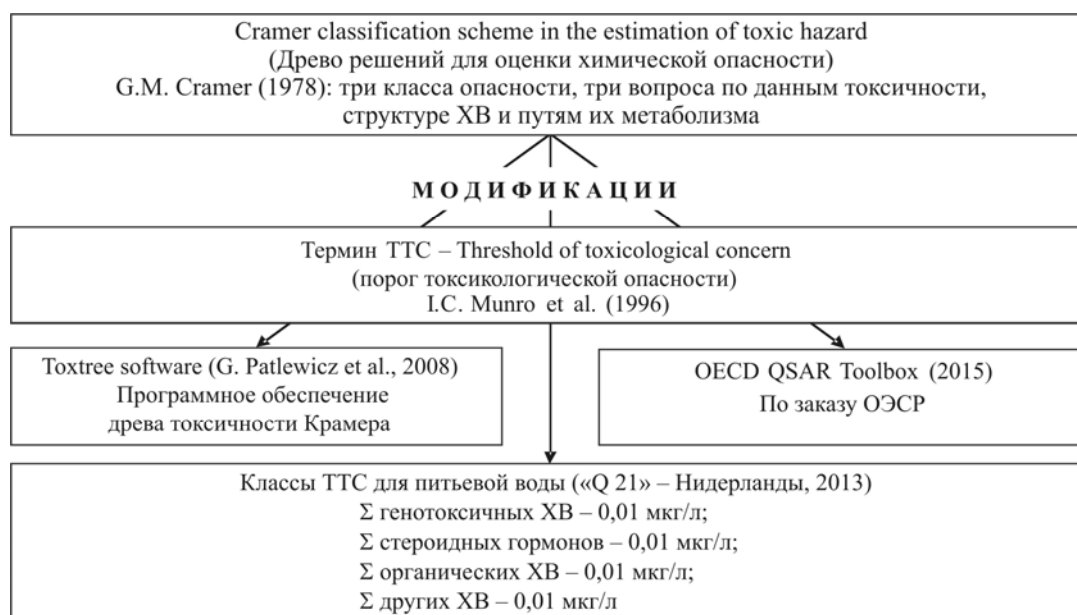 Cramer classification scheme in the estimation of toxic hazard
(Древо решений для оценки химической опасности)
G.M. Cramer (1978): три класса опасности, три вопроса по данным токсичности,
структуре ХВ и путям их метаболизма
МОДИФИКАЦИИ
Термин ТТС – Threshold of toxicological concern
(порог токсикологической опасности)
I.C. Munro et al. (1996)
Toxtree software (G. Patlewicz et al., 2008)
Программное обеспечение
древа токсичности Крамера
OECD QSAR Toolbox (2015)
По заказу ОЭСР
Классы ТТС для питьевой воды («Q 21» – Нидерланды, 2013)
Σ генотоксичных ХВ – 0,01 мкг/л;
Σ стероидных гормонов – 0,01 мкг/л;
Σ органических ХВ – 0,01 мкг/л;
Σ других ХВ – 0,01 мкг/л